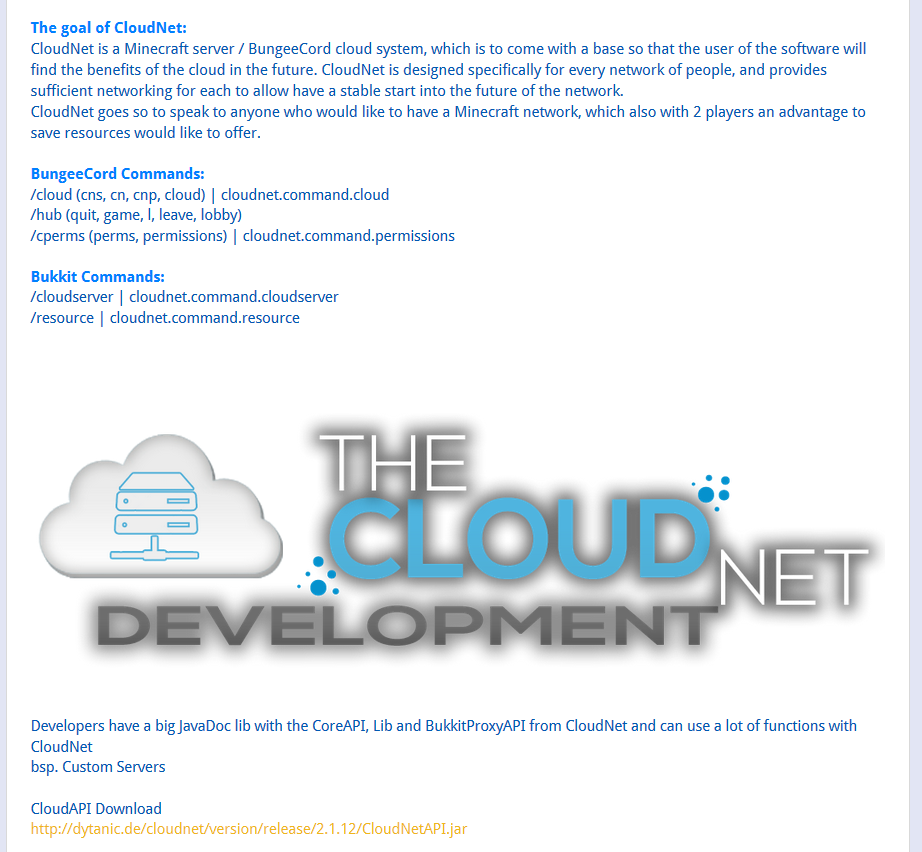 The goal of CloudNet:
CloudNet is a Minecraft server / BungeeCord cloud system, which is to come with a base so that the user of the software will
find the benefits of the cloud in the future. CloudNet is designed specifically for every network of people, and provides
sufficient networking for each to allow have a stable start into the future of the network.
CloudNet goes so to speak to anyone who would like to have a Minecraft network, which also with 2 players an advantage to
save resources would like to offer.
BungeeCord Commands:
/cloud (cns, cn, cnp, cloud) | cloudnet.command.cloud
/hub (quit, game, l, leave, lobby)
/cperms (perms, permissions) | cloudnet.command.permissions
Bukkit Commands:
/cloudserver | cloudnet.command.cloudserver
/resource | cloudnet.command.resource
THE
CLOUD
NET
DEVELOPMENT
Developers have a big JavaDoc lib with the CoreAPI, Lib and BukkitProxyAPI from CloudNet and can use a lot of functions with
CloudNet
bsp. Custom Servers
CloudAPI Download
http://dytanic.de/cloudnet/version/release/2.1.12/CloudNetAPI.jar